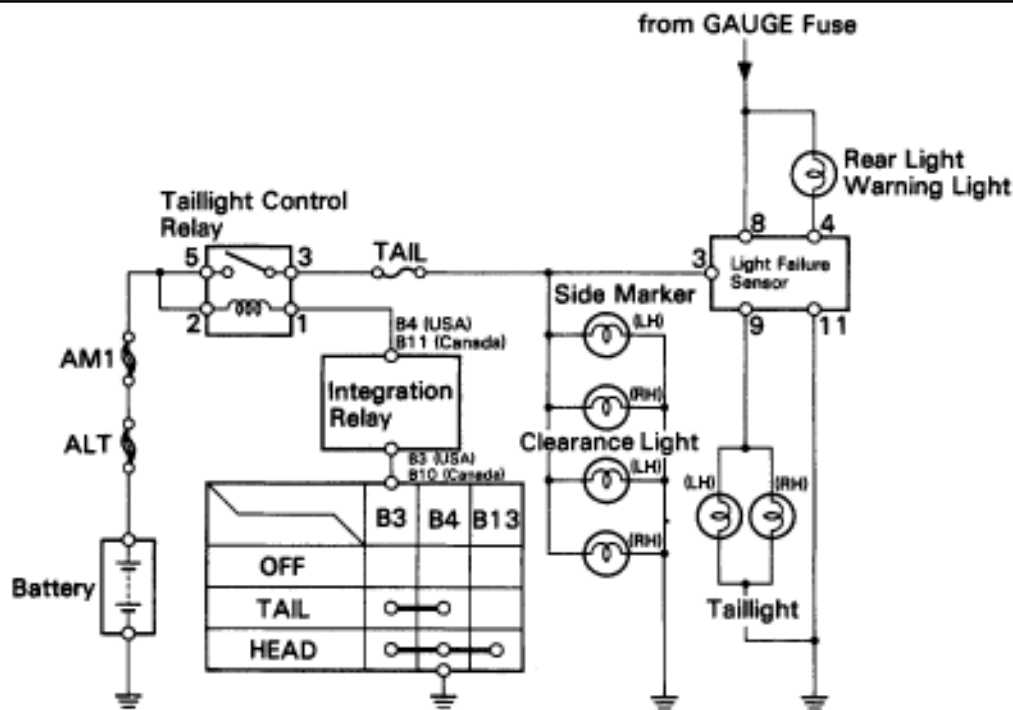 from GAUGE Fuse
Rear Light
Warning Light
Taillight Control
Relay
5
3
TAIL
3
8
4
Light Failure
Sensor
2
1
Side Marker
9
11
B4 (USA)
B11 (Canada)
(LH)
AM1
Integration
Relay
(RH)
Clearance Light
ALT
B3 (USA)
B10 (Canada)
(LH)
(LH)
(RH)
B3
B4
B13
(RH)
OFF
Battery
TAIL
Taillight
HEAD